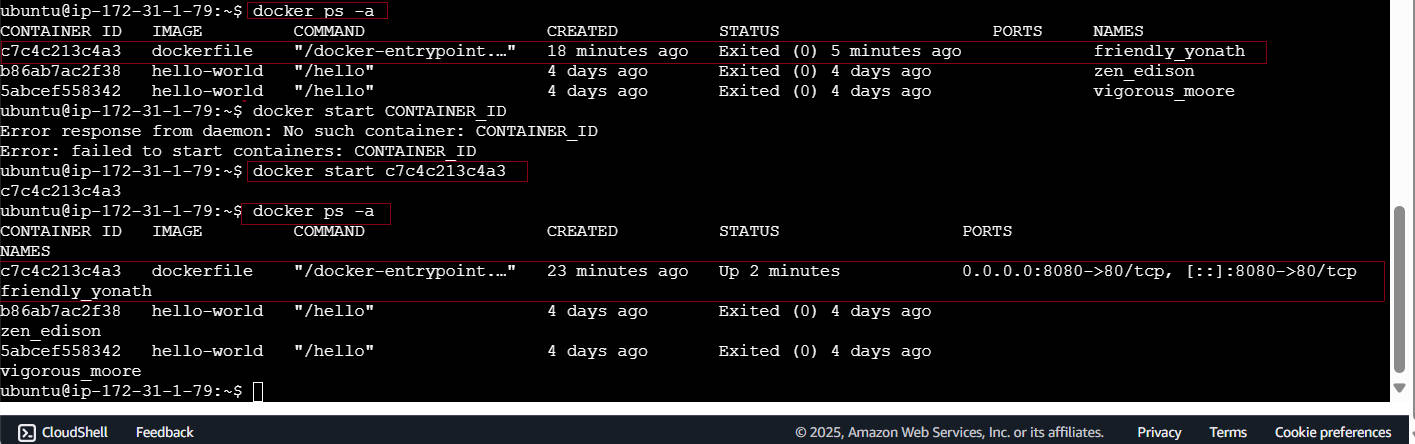 ubuntu@ip-172-31-1-79:~$ docker ps -a
CONTAINER ID   IMAGE         COMMAND                  CREATED          STATUS                     PORTS     NAMES
c7c4c213c4a3   dockerfile    "/docker-entrypoint.…"   18 minutes ago   Exited (0) 5 minutes ago             friendly_yonath
b86ab7ac2f38   hello-world   "/hello"                 4 days ago       Exited (0) 4 days ago                zen_edison
5abcef558342   hello-world   "/hello"                 4 days ago       Exited (0) 4 days ago                vigorous_moore
ubuntu@ip-172-31-1-79:~$ docker start CONTAINER_ID
Error response from daemon: No such container: CONTAINER_ID
Error: failed to start containers: CONTAINER_ID
ubuntu@ip-172-31-1-79:~$ docker start c7c4c213c4a3
c7c4c213c4a3
ubuntu@ip-172-31-1-79:~$ docker ps -a
CONTAINER ID   IMAGE         COMMAND                  CREATED          STATUS                  PORTS
NAMES
c7c4c213c4a3   dockerfile    "/docker-entrypoint.…"   23 minutes ago   Up 2 minutes            0.0.0.0:8080->80/tcp, [::]:8080->80/tcp
friendly_yonath
b86ab7ac2f38   hello-world   "/hello"                 4 days ago       Exited (0) 4 days ago
zen_edison
5abcef558342   hello-world   "/hello"                 4 days ago       Exited (0) 4 days ago
vigorous_moore
ubuntu@ip-172-31-1-79:~$
CloudShell Feedback © 2025, Amazon Web Services, Inc. or its affiliates. Privacy Terms Cookie preferences